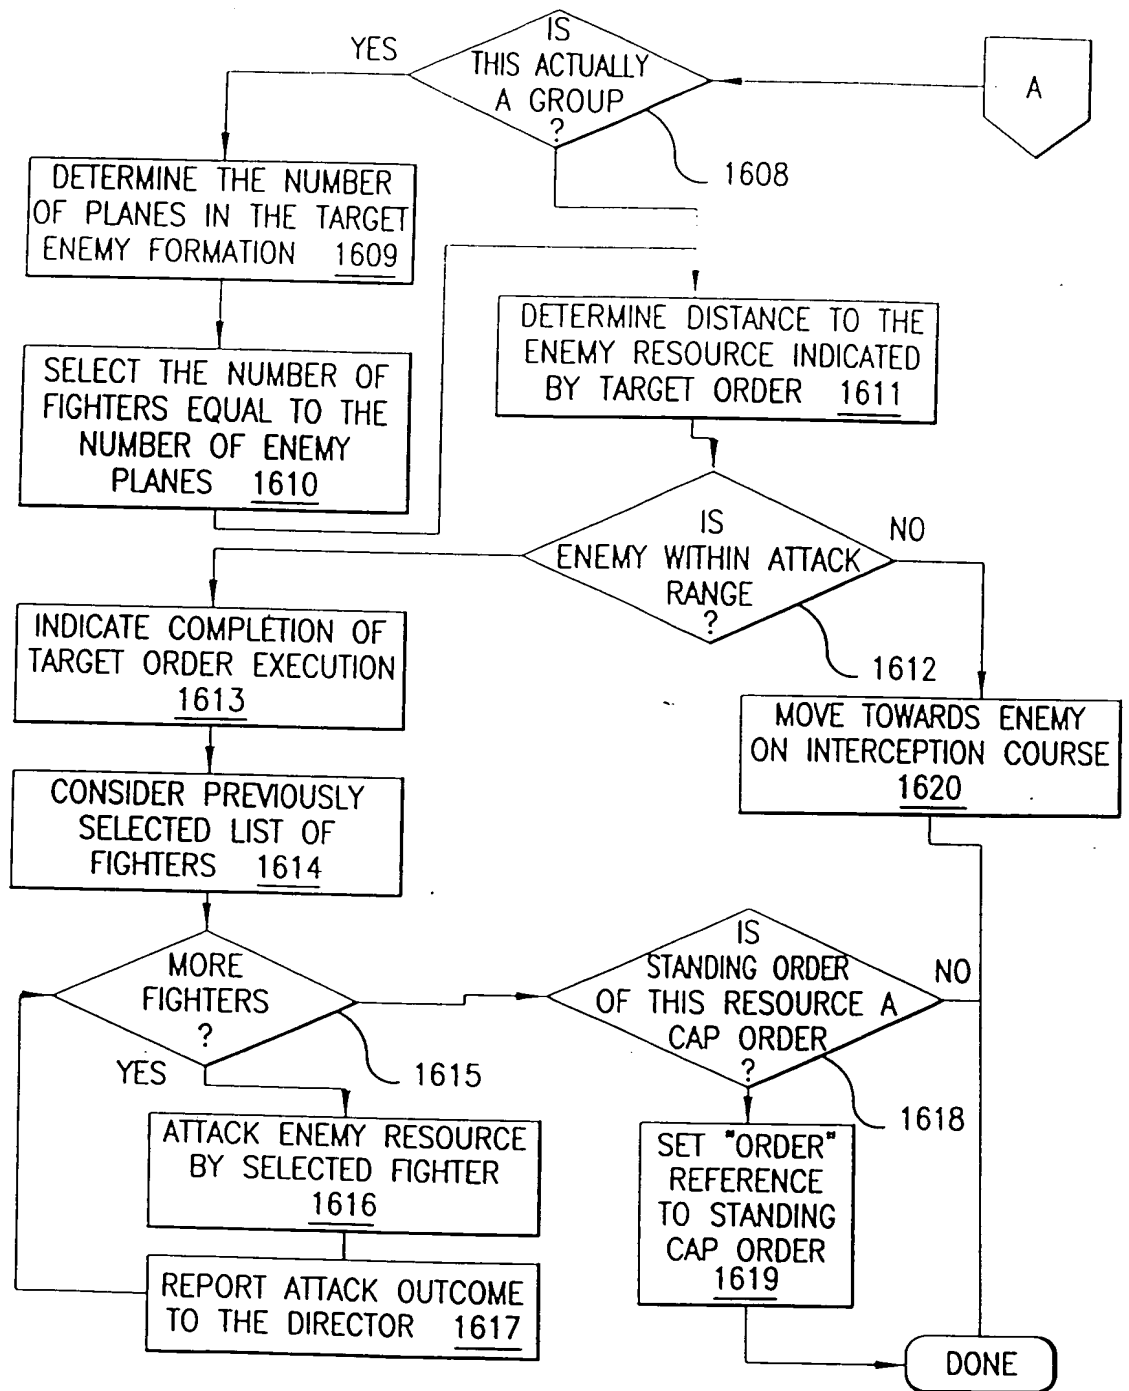 IS
THIS ACTUALLY
A GROUP
?
YES
A
1608
DETERMINE THE NUMBER
OF PLANES IN THE TARGET
ENEMY FORMATION 1609
SELECT THE NUMBER OF
FIGHTERS EQUAL TO THE
NUMBER OF ENEMY
PLANES 1610
DETERMINE DISTANCE TO THE
ENEMY RESOURCE INDICATED
BY TARGET ORDER 1611
IS
ENEMY WITHIN ATTACK
RANGE
?
NO
1612
INDICATE COMPLETION OF
TARGET ORDER EXECUTION
1613
MOVE TOWARDS ENEMY
ON INTERCEPTION COURSE
1620
CONSIDER PREVIOUSLY
SELECTED LIST OF
FIGHTERS 1614
MORE
FIGHTERS
?
YES
1615
IS
STANDING ORDER
OF THIS RESOURCE A
CAP ORDER
?
NO
1618
ATTACK ENEMY RESOURCE
BY SELECTED FIGHTER
1616
REPORT ATTACK OUTCOME
TO THE DIRECTOR 1617
SET "ORDER"
REFERENCE
TO STANDING
CAP ORDER
1619
DONE